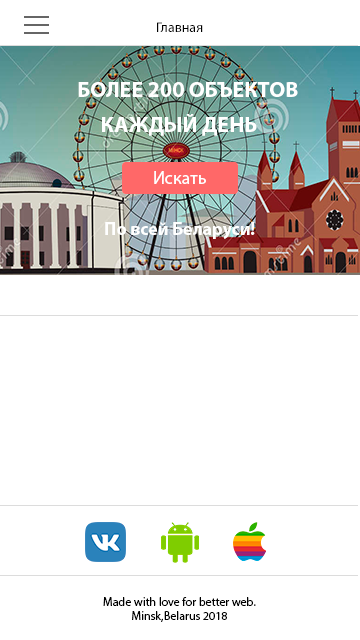 Главная
БОЛЕЕ 200 ОБЪЕКТОВ
КАЖДЫЙ ДЕНЬ
MINCK
Искать
По всей Беларуси!
Made with love for better web.
Minsk,Belarus 2018